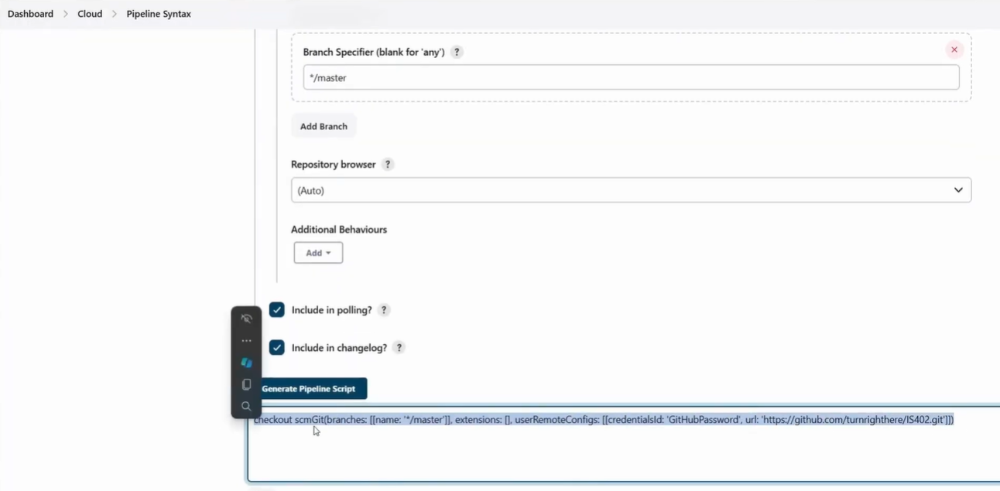 Dashboard > Cloud > Pipeline Syntax
Branch Specifier (blank for 'any') ?
*/master
Add Branch
Repository browser ?
(Auto)
Additional Behaviours
Add
Include in polling? ?
Include in changelog? ?
Generate Pipeline Script
checkout scmGit(branches: [[name: '*/master']], extensions: [], userRemoteConfigs: [[credentialsId: 'GitHubPassword', url: 'https://github.com/turnrighthere/IS402.git']])